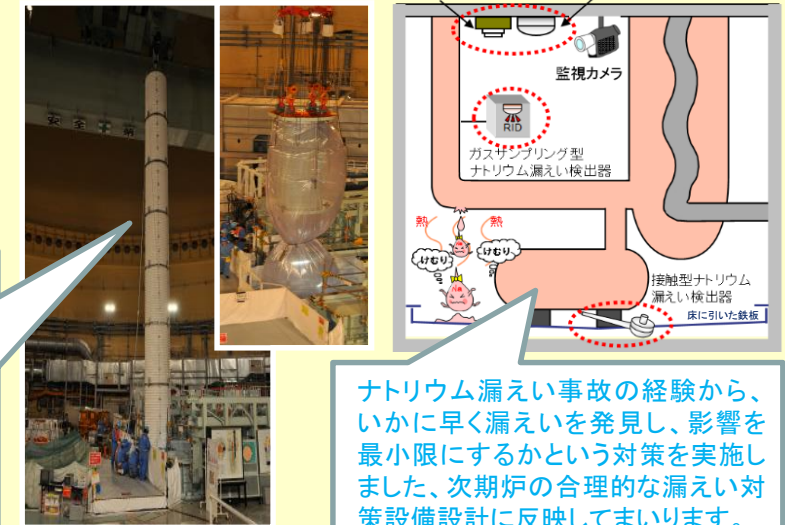 安全第一
監視カメラ
RID
ガスサンプリング型
ナトリウム漏えい検出器
熱
熱
けむり
けむり
Na
Na
接触型ナトリウム
漏えい検出器
床に引いた鉄板
ナトリウム漏えい事故の経験から、
いかに早く漏えいを発見し、影響を
最小限にするかという対策を実施し
ました、次期炉の合理的な漏えい対
策設備設計に反映してまいります。